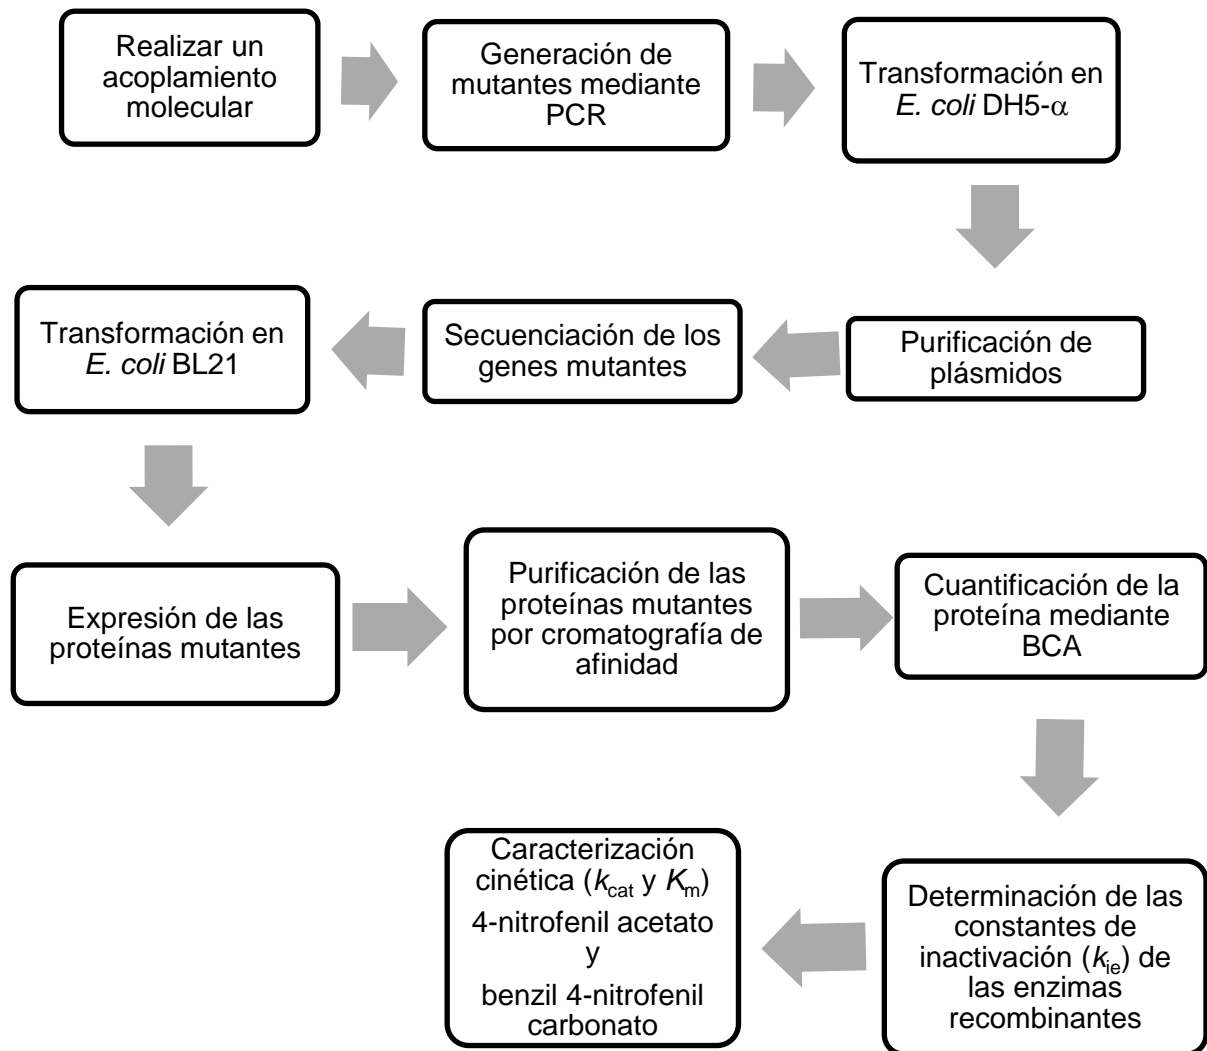 Realizar un
acoplamiento
molecular
Generación de
mutantes mediante
PCR
Transformación en
E. coli DH5-α
Purificación de
plásmidos
Secuenciación de los
genes mutantes
Transformación en
E. coli BL21
Expresión de las
proteínas mutantes
Purificación de las
proteínas mutantes
por cromatografía de
afinidad
Cuantificación de la
proteína mediante
BCA
Determinación de las
constantes de
inactivación (kie) de
las enzimas
recombinantes
Caracterización
cinética (kcat y Km)
4-nitrofenil acetato
y
benzil 4-nitrofenil
carbonato